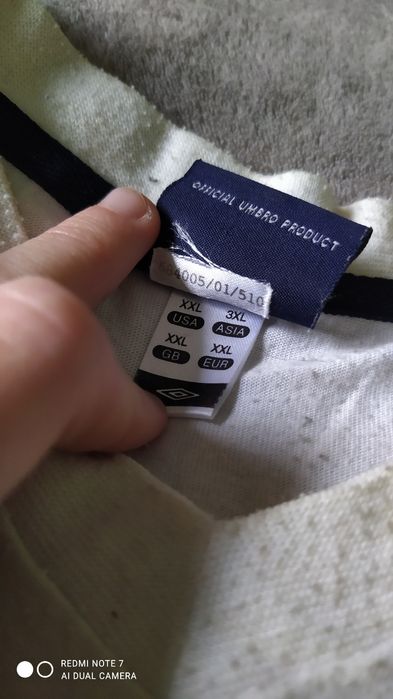 OFFICIAL UMBRO PRODUCT
684005/01/510
XXL 3XL
USA ASIA
XXL XXL
GB EUR
REDMI NOTE 7
AI DUAL CAMERA